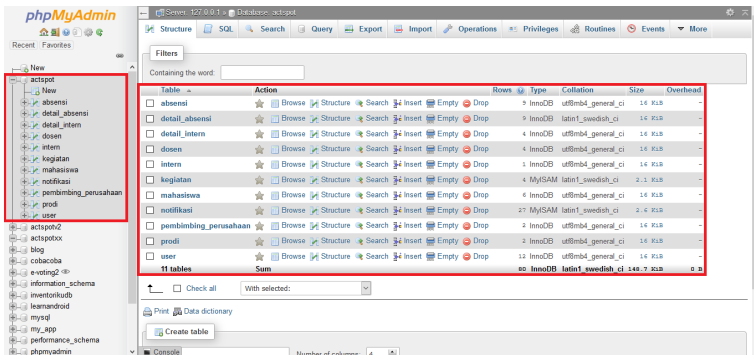 phpMyAdmin
Recent Favorites
New
actspot
New
absensi
detail_absensi
detail_intern
dosen
intern
kegiatan
mahasiswa
notifikasi
pembimbing_perusahaan
prodi
user
actspotv2
actspotxx
blog
cobacoba
e-voting2
information_schema
inventorikudb
learnandroid
mysql
my_app
performance_schema
phpmyadmin
Server: 127.0.0.1 » Database: actspot
Structure SQL Search Query Export Import Operations Privileges Routines Events More
Filters
Containing the word:
Table Action Rows Type Collation Size Overhead
absensi Browse Structure Search Insert Empty Drop 9 InnoDB utf8mb4_general_ci 16 KiB -
detail_absensi Browse Structure Search Insert Empty Drop 9 InnoDB latin1_swedish_ci 16 KiB -
detail_intern Browse Structure Search Insert Empty Drop 4 InnoDB utf8mb4_general_ci 16 KiB -
dosen Browse Structure Search Insert Empty Drop 4 InnoDB utf8mb4_general_ci 16 KiB -
intern Browse Structure Search Insert Empty Drop 1 InnoDB utf8mb4_general_ci 16 KiB -
kegiatan Browse Structure Search Insert Empty Drop 4 MyISAM latin1_swedish_ci 2.1 KiB -
mahasiswa Browse Structure Search Insert Empty Drop 6 InnoDB utf8mb4_general_ci 16 KiB -
notifikasi Browse Structure Search Insert Empty Drop 27 MyISAM latin1_swedish_ci 2.6 KiB -
pembimbing_perusahaan Browse Structure Search Insert Empty Drop 2 InnoDB utf8mb4_general_ci 16 KiB -
prodi Browse Structure Search Insert Empty Drop 2 InnoDB utf8mb4_general_ci 16 KiB -
user Browse Structure Search Insert Empty Drop 12 InnoDB utf8mb4_general_ci 16 KiB -
11 tables Sum 80 InnoDB latin1_swedish_ci 148.7 KiB 0 B
Check all With selected:
Print Data dictionary
Create table
Console Number of columns: 4